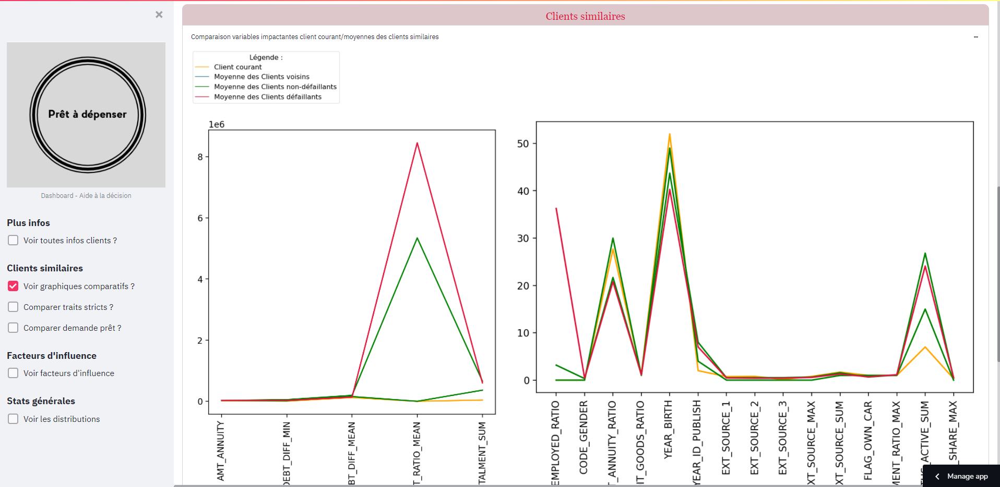 ×
Prêt à dépenser
Dashboard - Aide à la décision
Plus infos
Voir toutes infos clients ?
Clients similaires
Voir graphiques comparatifs ?
Comparer traits stricts ?
Comparer demande prêt ?
Facteurs d'influence
Voir facteurs d'influence
Stats générales
Voir les distributions
Clients similaires
Comparaison variables impactantes client courant/moyennes des clients similaires
Légende :
Client courant
Moyenne des Clients voisins
Moyenne des Clients non-défaillants
Moyenne des Clients défaillants
1e6
8
6
4
2
0
AMT_ANNUITY
DEBT_DIFF_MIN
BT_DIFF_MEAN
T_RATIO_MEAN
TALMENT_SUM
50
40
30
20
10
0
EMPLOYED_RATIO
CODE_GENDER
_ANNUITY_RATIO
IT_GOODS_RATIO
YEAR_BIRTH
YEAR_ID_PUBLISH
EXT_SOURCE_1
EXT_SOURCE_2
EXT_SOURCE_3
XT_SOURCE_MAX
XT_SOURCE_SUM
FLAG_OWN_CAR
MENT_RATIO_MAX
_ACTIVE_SUM
_SHARE_MAX
Manage app